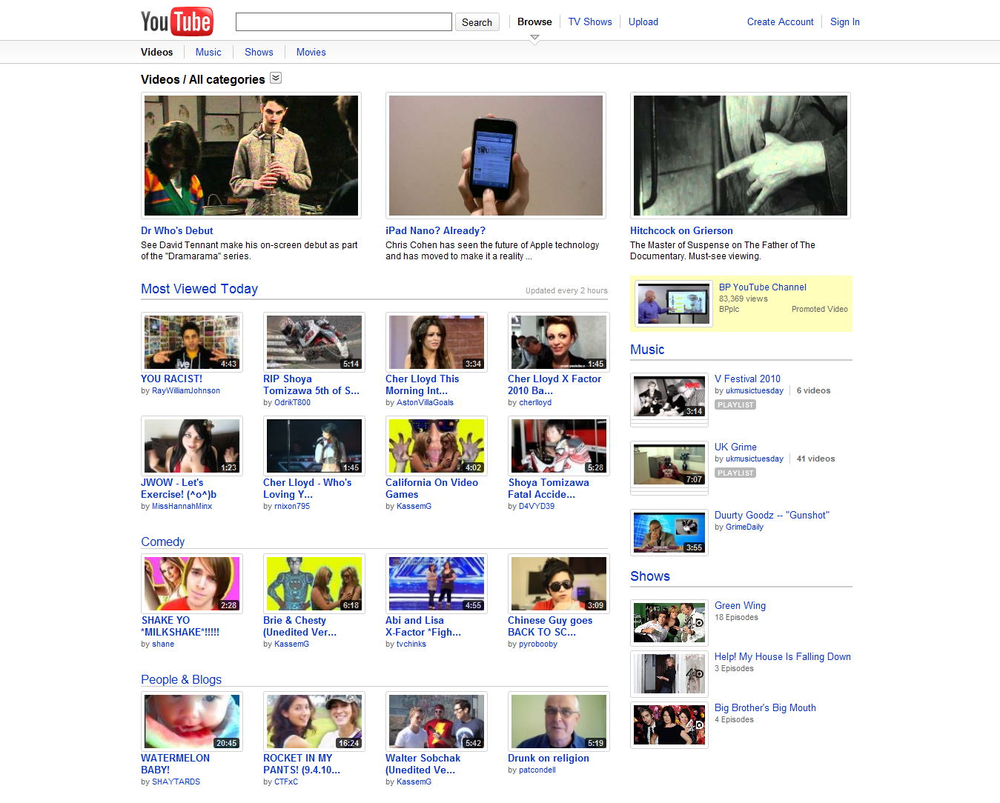 YouTube
Search
Browse
TV Shows
Upload
Create Account
Sign In
Videos
Music
Shows
Movies
Videos / All categories
Dr Who's Debut
See David Tennant make his on-screen debut as part
of the "Dramarama" series.
iPad Nano? Already?
Chris Cohen has seen the future of Apple technology
and has moved to make it a reality ...
Hitchcock on Grierson
The Master of Suspense on The Father of The
Documentary. Must-see viewing.
Most Viewed Today
Updated every 2 hours
4:43
YOU RACIST!
by RayWilliamJohnson
5:14
RIP Shoya
Tomizawa 5th of S...
by OdrikT800
3:34
Cher Lloyd This
Morning Int...
by AstonVillaGoals
1:45
Cher Lloyd X Factor
2010 Ba...
by cherlloyd
1:23
JWOW - Let's
Exercise! (^o^)b
by MissHannahMinx
1:45
Cher Lloyd - Who's
Loving Y...
by rnixon795
4:02
California On Video
Games
by KassemG
5:28
Shoya Tomizawa
Fatal Accide...
by D4VYD39
Comedy
2:28
SHAKE YO
*MILKSHAKE*!!!!!
by shane
6:18
Brie & Chesty
(Unedited Ver...
by KassemG
4:55
Abi and Lisa
X-Factor *Figh...
by tvchinks
3:09
Chinese Guy goes
BACK TO SC...
by pyrobooby
People & Blogs
20:45
WATERMELON
BABY!
by SHAYTARDS
16:24
ROCKET IN MY
PANTS! (9.4.10...
by CTFxC
5:42
Walter Sobchak
(Unedited Ve...
by KassemG
5:19
Drunk on religion
by patcondell
BP YouTube Channel
83,369 views
BPplc
Promoted Video
Music
NME
3:14
V Festival 2010
by ukmusictuesday
6 videos
PLAYLIST
7:07
UK Grime
by ukmusictuesday
41 videos
PLAYLIST
3:55
Duurty Goodz -- "Gunshot"
by GrimeDaily
Shows
4oD
Green Wing
18 Episodes
4oD
Help! My House Is Falling Down
3 Episodes
4oD
Big Brother's Big Mouth
4 Episodes